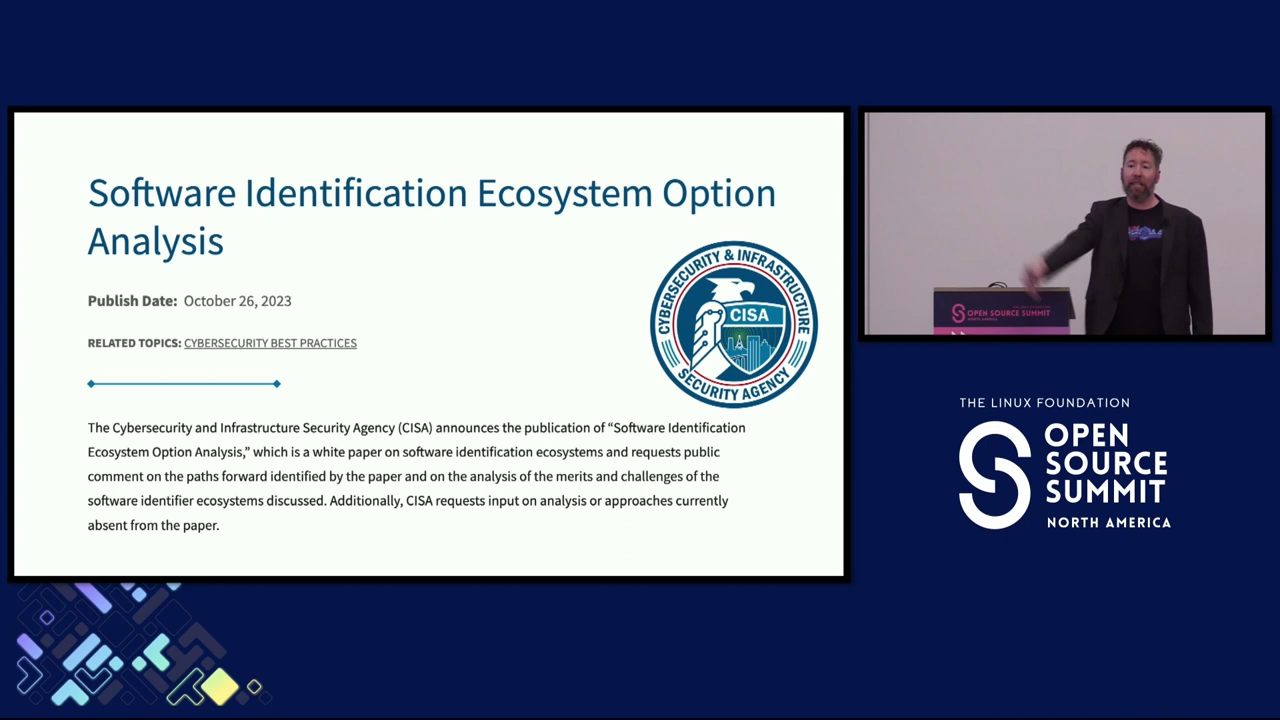 Software Identification Ecosystem Option
Analysis
Publish Date: October 26, 2023
RELATED TOPICS: CYBERSECURITY BEST PRACTICES
CYBERSECURITY & INFRASTRUCTURE
CISA
SECURITY AGENCY
The Cybersecurity and Infrastructure Security Agency (CISA) announces the publication of “Software Identification
Ecosystem Option Analysis,” which is a white paper on software identification ecosystems and requests public
comment on the paths forward identified by the paper and on the analysis of the merits and challenges of the
software identifier ecosystems discussed. Additionally, CISA requests input on analysis or approaches currently
absent from the paper.
OPEN SOURCE SUMMIT
NORTH AMERICA
THE LINUX FOUNDATION
OPEN
SOURCE
SUMMIT
NORTH AMERICA